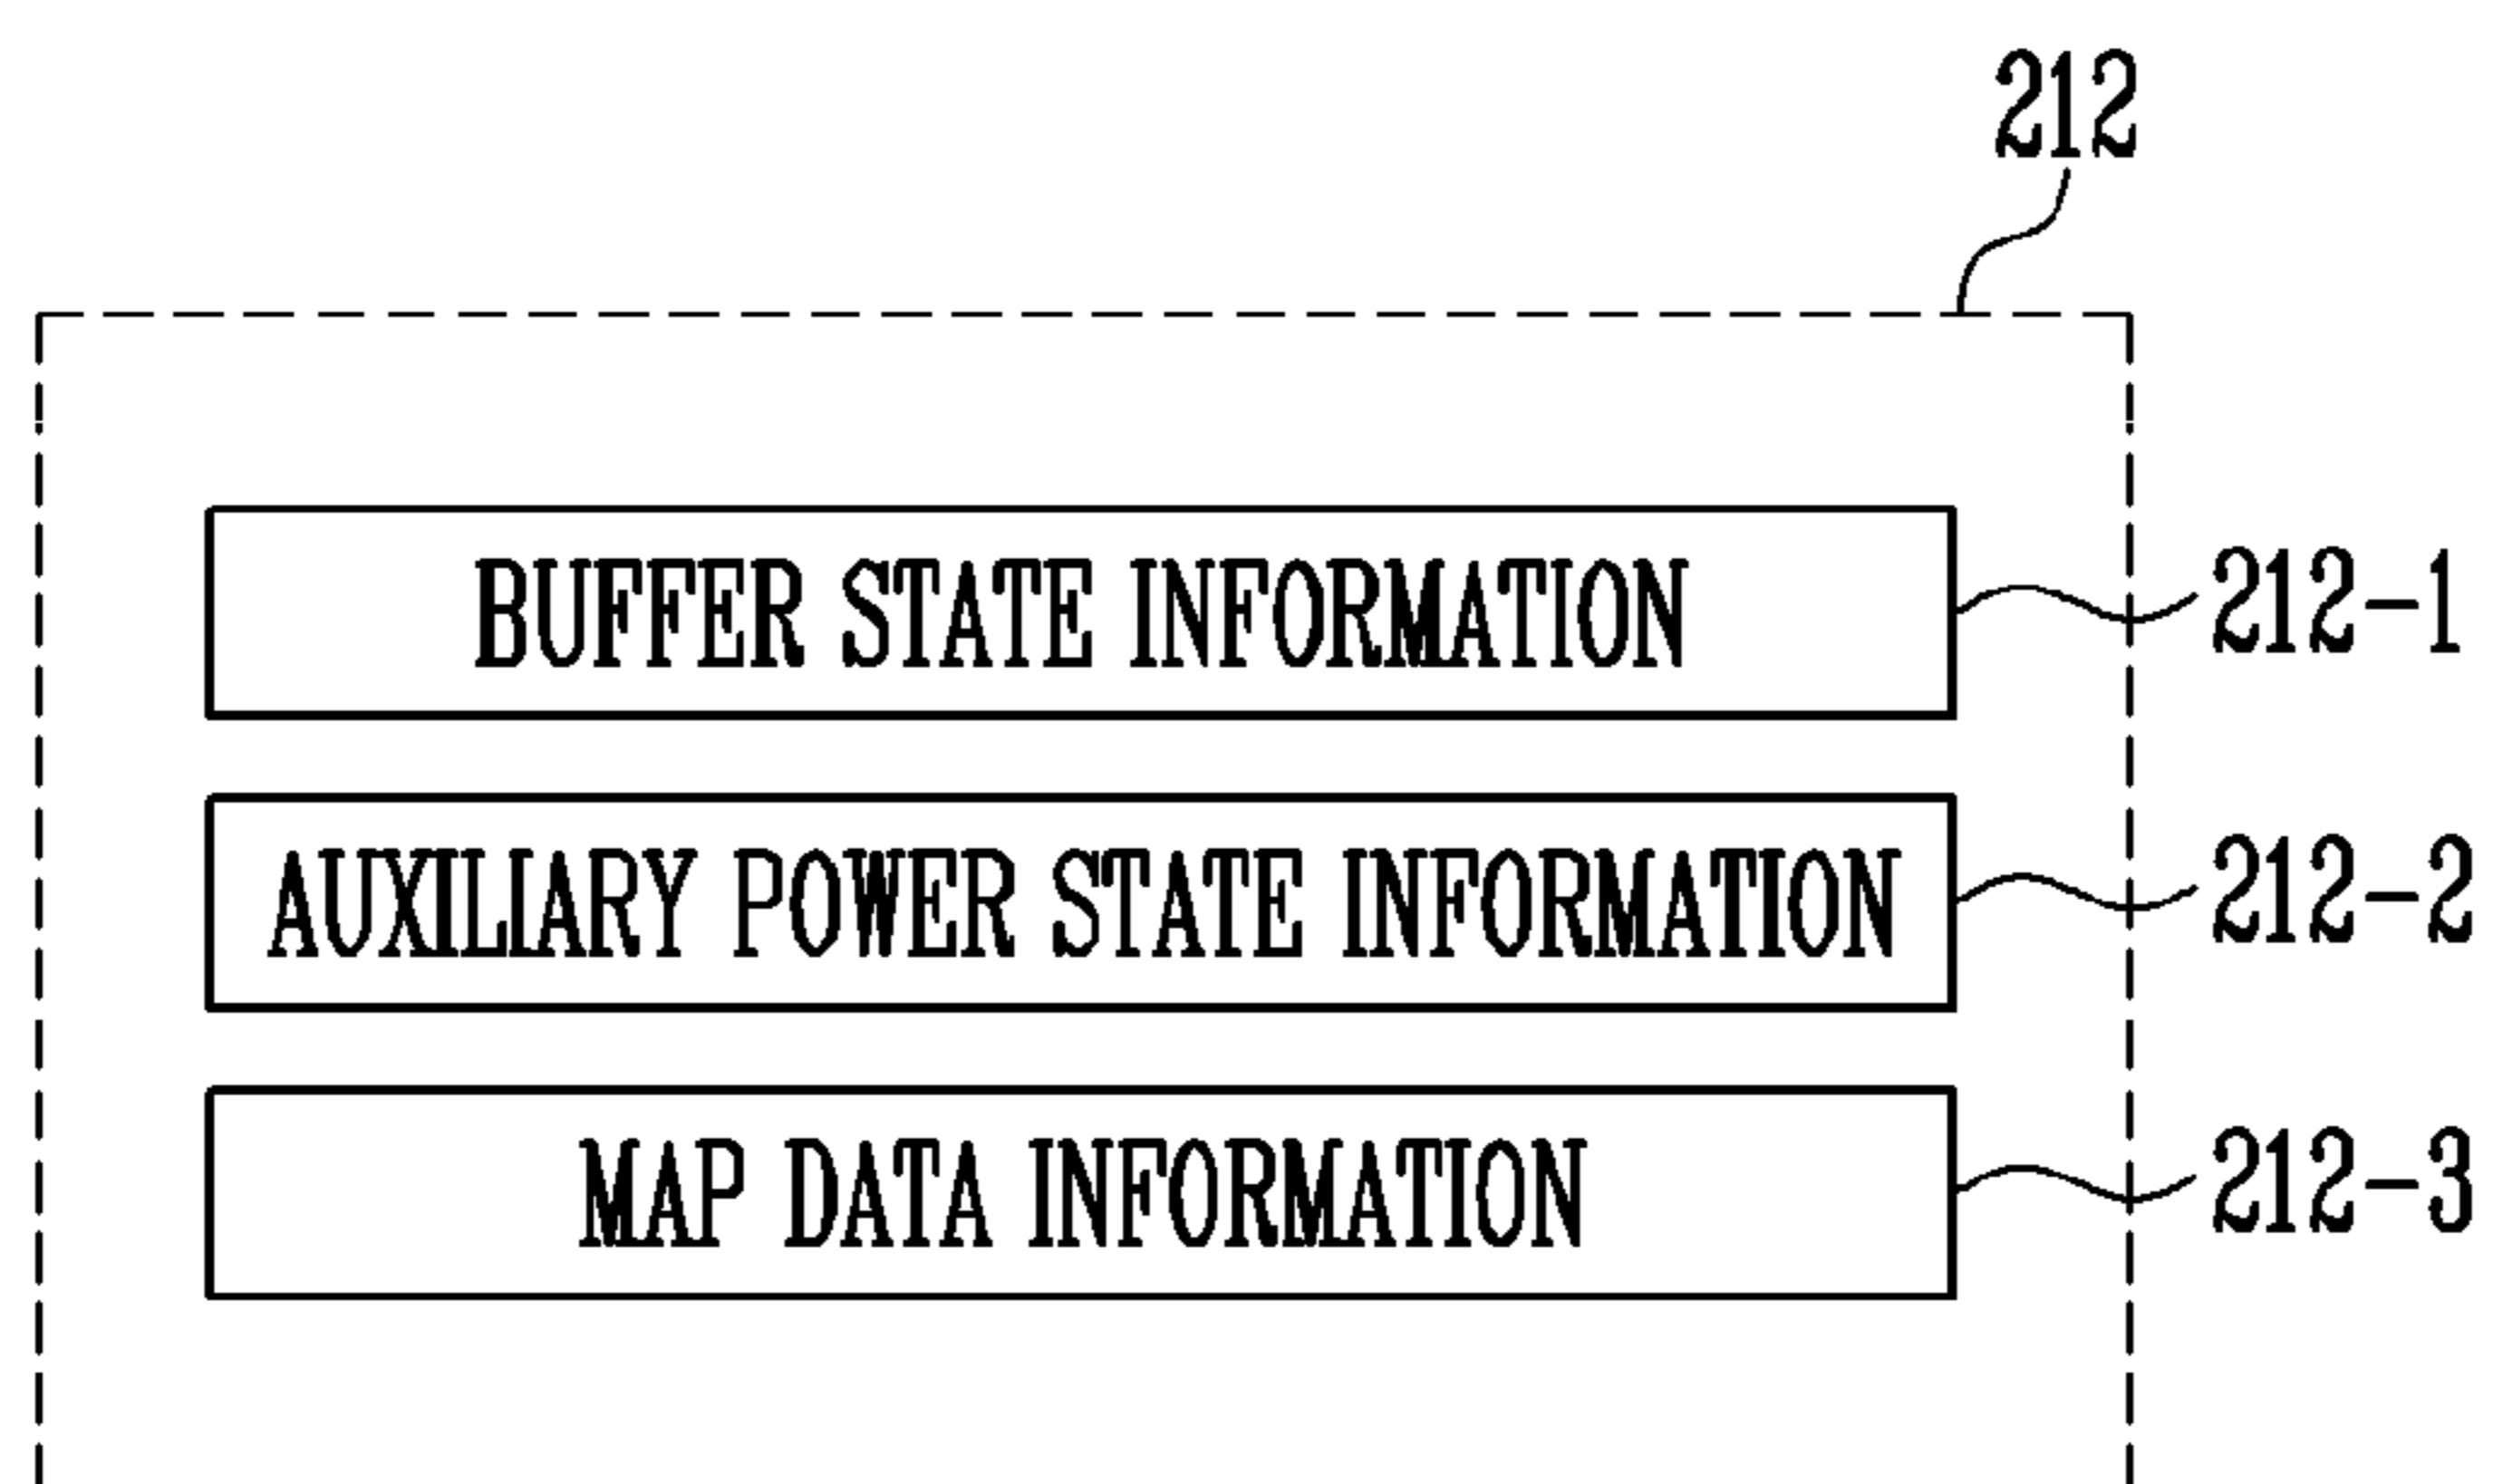 212
BUFFER STATE INFORMATION 212-1
AUXILIARY POWER STATE INFORMATION 212-2
MAP DATA INFORMATION 212-3